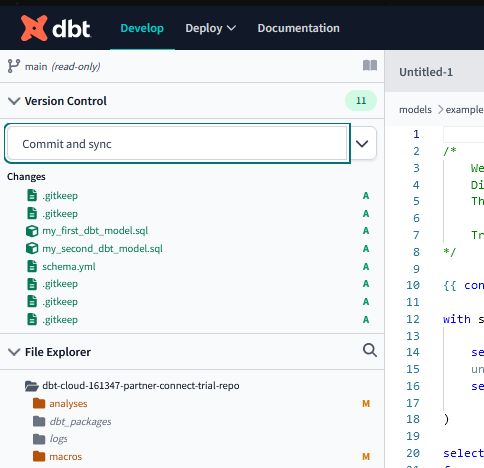 dbt
Develop
Deploy
Documentation
main (read-only)
Version Control
11
Commit and sync
Changes
.gitkeep A
.gitkeep A
my_first_dbt_model.sql A
my_second_dbt_model.sql A
schema.yml A
.gitkeep A
.gitkeep A
.gitkeep A
File Explorer
dbt-cloud-161347-partner-connect-trial-repo
analyses M
dbt_packages
logs
macros M
Untitled-1
models > example
1
2 /*
3 We
4 Di
5 Th
6
7 Tr
8 */
9
10 {{ con
11
12 with s
13
14 se
15 un
16 se
17
18 )
19
20 select